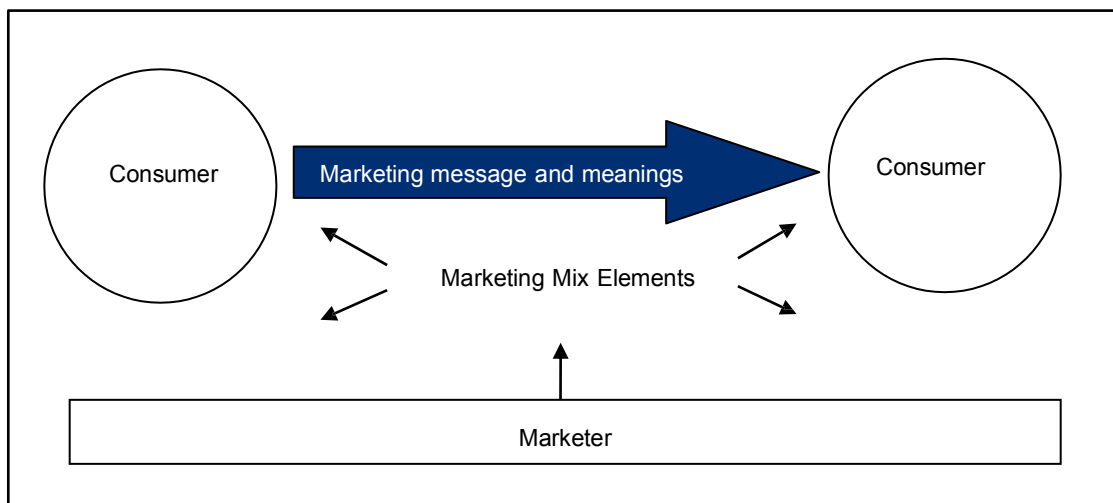 Consumer
Marketing message and meanings
Consumer
Marketing Mix Elements
Marketer